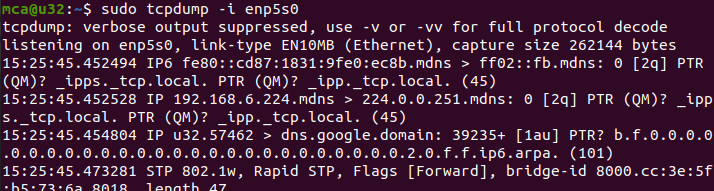 mca@u32:~$ sudo tcpdump -i enp5s0
tcpdump: verbose output suppressed, use -v or -vv for full protocol decode
listening on enp5s0, link-type EN10MB (Ethernet), capture size 262144 bytes
15:25:45.452494 IP6 fe80::cd87:1831:9fe0:ec8b.mdns > ff02::fb.mdns: 0 [2q] PTR
(QM)? _ipps._tcp.local. PTR (QM)? _ipp._tcp.local. (45)
15:25:45.452528 IP 192.168.6.224.mdns > 224.0.0.251.mdns: 0 [2q] PTR (QM)? _ipp
s._tcp.local. PTR (QM)? _ipp._tcp.local. (45)
15:25:45.454804 IP u32.57462 > dns.google.domain: 39235+ [1au] PTR? b.f.0.0.0.0
.0.0.0.0.0.0.0.0.0.0.0.0.0.0.0.0.0.0.0.0.0.0.2.0.f.f.ip6.arpa. (101)
15:25:45.473281 STP 802.1w, Rapid STP, Flags [Forward], bridge-id 8000.cc:3e:5f
:b5:73:6a.8018, length 47